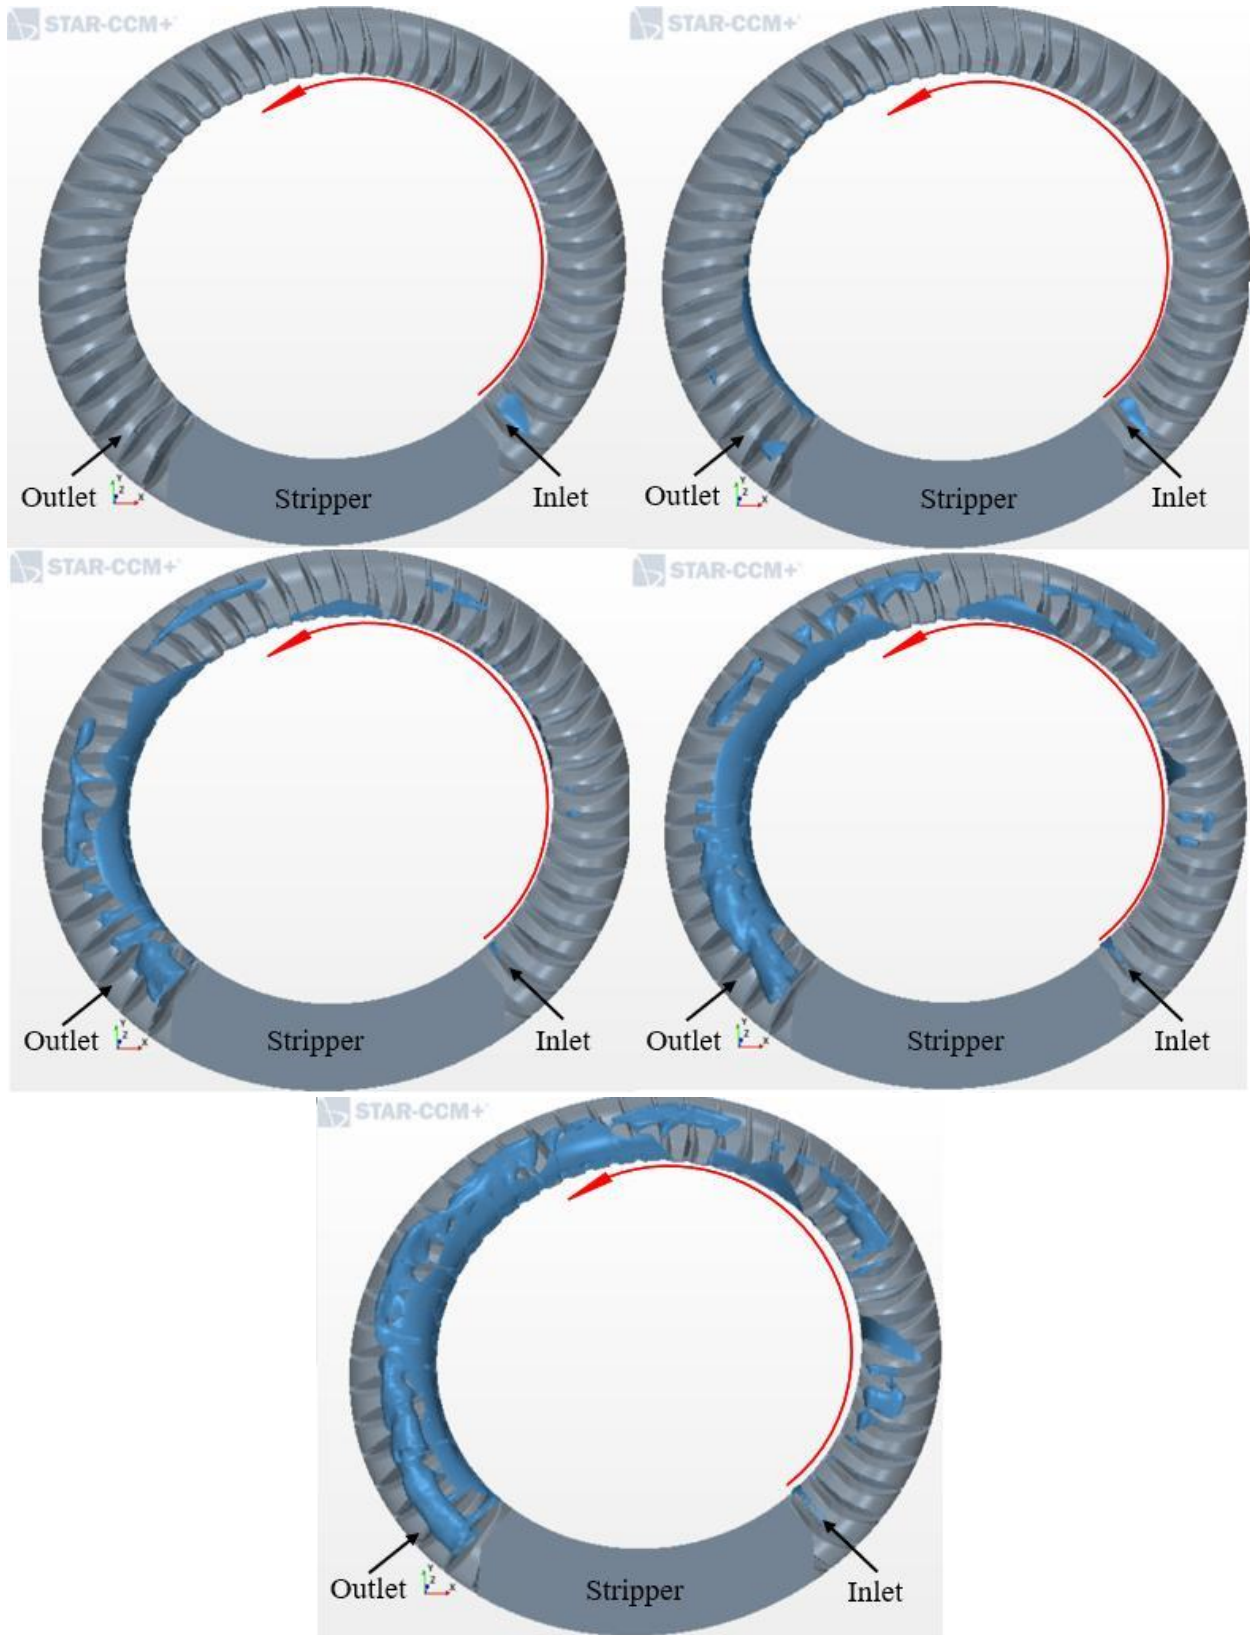 STAR-CCM+
STAR-CCM+
Outlet
Y
Z
X
Stripper
Inlet
Outlet
Y
Z
X
Stripper
Inlet
STAR-CCM+
STAR-CCM+
Outlet
Y
Z
X
Stripper
Inlet
Outlet
Y
Z
X
Stripper
Inlet
STAR-CCM+
Outlet
Y
Z
X
Stripper
Inlet